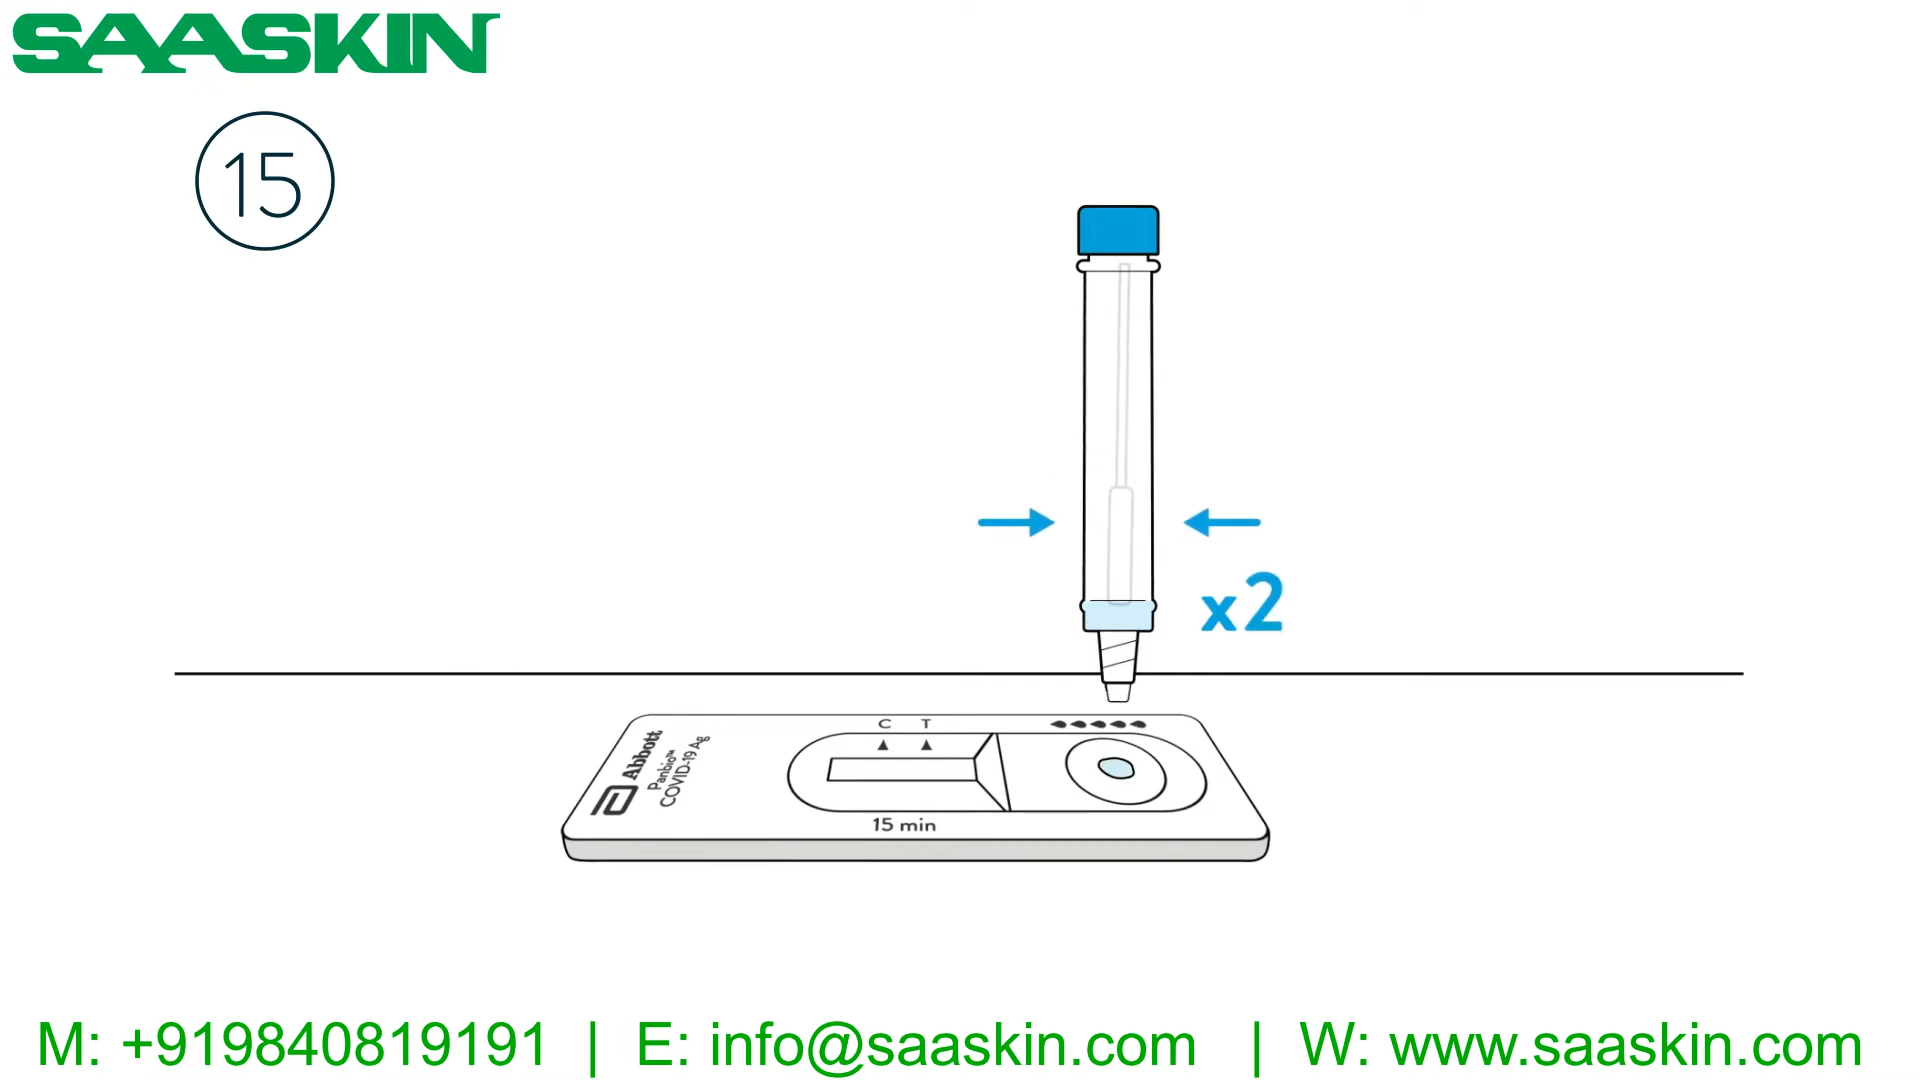 SAASKIN
15
x2
C T
Abbott
Panbio™
COVID-19 Ag
15 min
M: +919840819191 | E: info@saaskin.com | W: www.saaskin.com